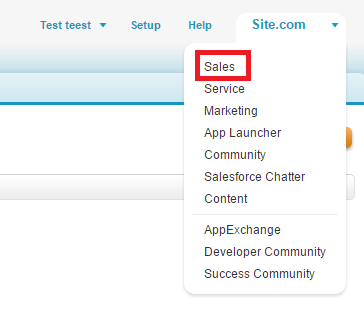 Test teest Setup Help Site.com
Sales
Service
Marketing
App Launcher
Community
Salesforce Chatter
Content
AppExchange
Developer Community
Success Community